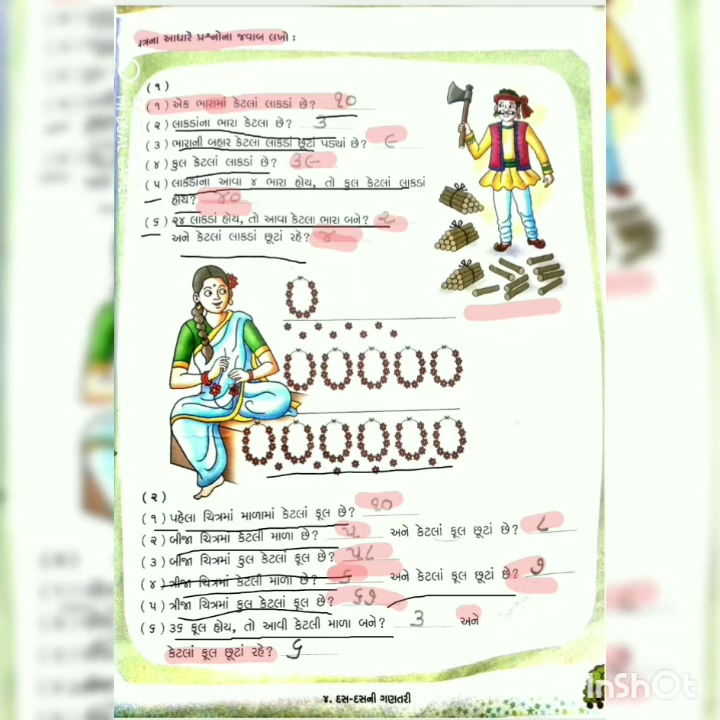 ત્રના આધારે પ્રશ્નોના જવાબ લખો :
(૧)
(૧) એક ભારામાં કેટલાં લાકડાં છે? ૧૦
(૨) લાકડાંના ભારા કેટલા છે? ૩
(૩) ભારાની બહાર કેટલાં લાકડાં છૂટાં પડ્યાં છે? ૯
(૪) કુલ કેટલાં લાકડાં છે? ૩૯
(૫) લાકડાંના આવા ૪ ભારા હોય, તો કુલ કેટલાં લાકડાં
હોય? ૪૦
(૬) ૨૪ લાકડાં હોય, તો આવા કેટલા ભારા બને? ૨
અને કેટલાં લાકડાં છૂટાં રહે? ૪
(૨)
(૧) પહેલા ચિત્રમાં માળામાં કેટલાં ફૂલ છે? ૧૦
(૨) બીજા ચિત્રમાં કેટલી માળા છે? ૫ અને કેટલાં ફૂલ છૂટાં છે? ૮
(૩) બીજા ચિત્રમાં કુલ કેટલાં ફૂલ છે? ૫૮
(૪) ત્રીજા ચિત્રમાં કેટલી માળા છે? ૬ અને કેટલાં ફૂલ છૂટાં છે? ૭
(૫) ત્રીજા ચિત્રમાં કુલ કેટલાં ફૂલ છે? ૬૭
(૬) ૩૬ ફૂલ હોય, તો આવી કેટલી માળા બને? ૩ અને
કેટલાં ફૂલ છૂટાં રહે? ૬
૪. દસ-દસની ગણતરી
InShOt